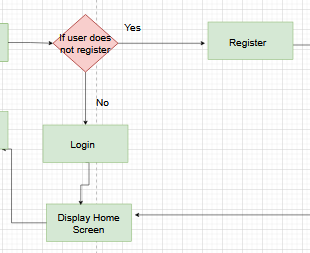 Yes
If user does
not register
Register
No
Login
Display Home
Screen